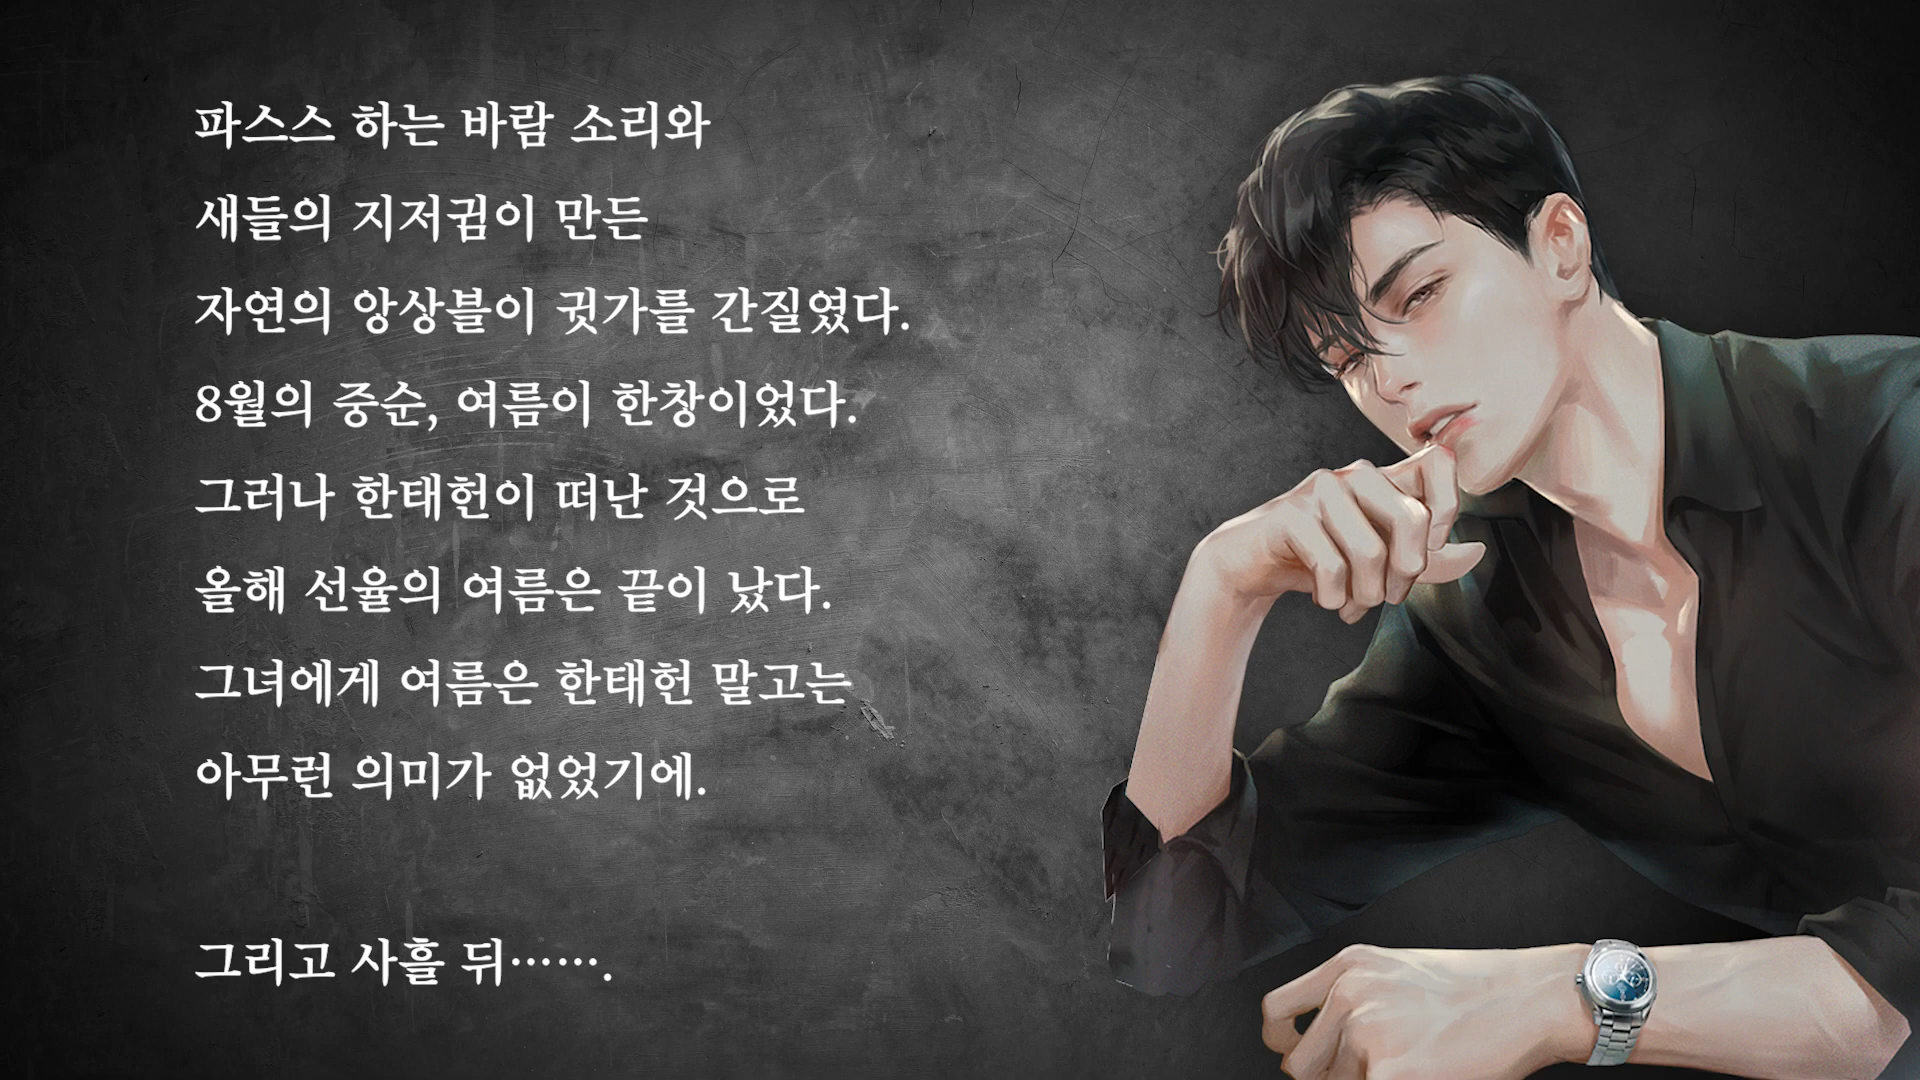 파스스 하는 바람 소리와
새들의 지저귐이 만든
자연의 앙상블이 귓가를 간질였다.
8월의 중순, 여름이 한창이었다.
그러나 한태헌이 떠난 것으로
올해 선율의 여름은 끝이 났다.
그녀에게 여름은 한태헌 말고는
아무런 의미가 없었기에.
그리고 사흘 뒤…….